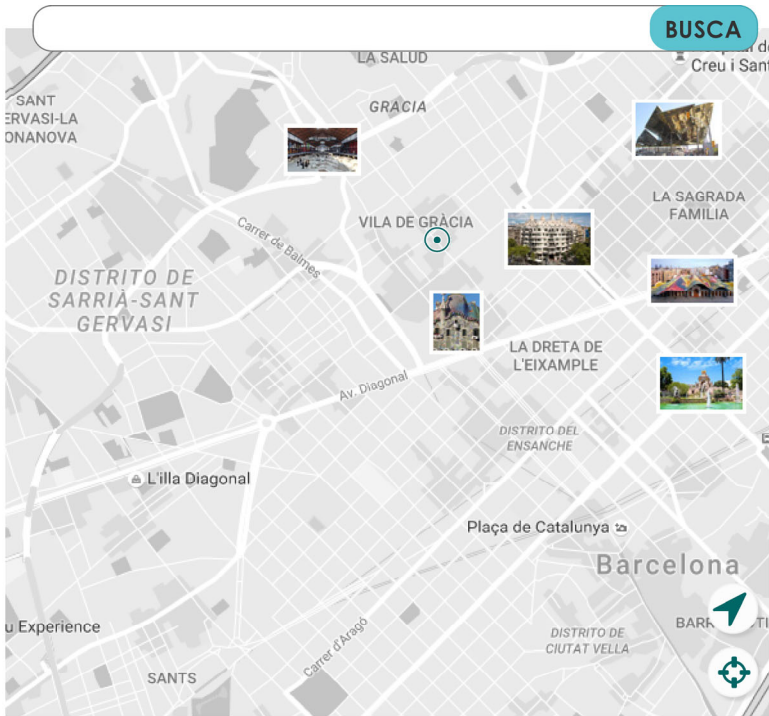 BUSCA
LA SALUD
Creu i Sant
GRACIA
SANT
ERVASI-LA
ONANOVA
LA SAGRADA
FAMILIA
VILA DE GRÀCIA
Carrer de Balmes
DISTRITO DE
SARRIÀ-SANT
GERVASI
LA DRETA DE
L'EIXAMPLE
Av. Diagonal
DISTRITO DEL
ENSANCHE
L'illa Diagonal
Plaça de Catalunya
Barcelona
u Experience
BARR
TI
DISTRITO DE
CIUTAT VELLA
Carrer d'Aragó
SANTS